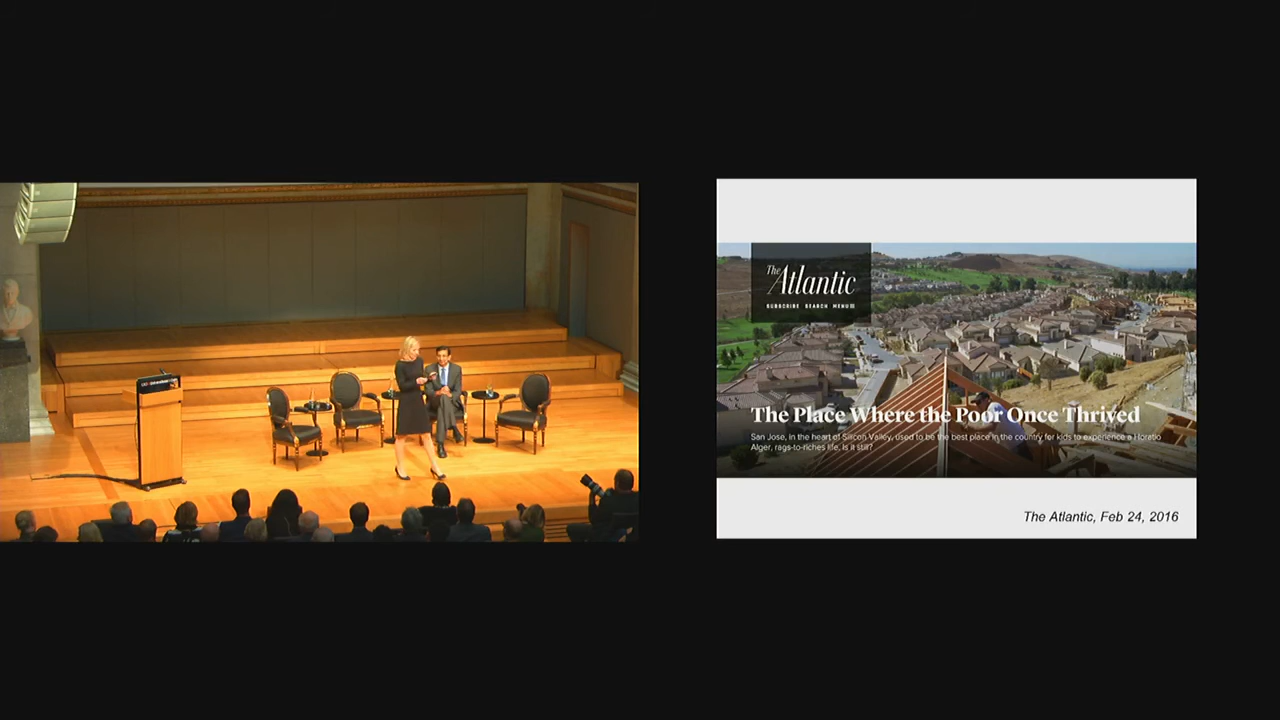 The
Atlantic
SUBSCRIBE SEARCH MENU
The Place Where the Poor Once Thrived
San Jose, in the heart of Silicon Valley, used to be the best place in the country for kids to experience a Horatio
Alger, rags-to-riches life. Is it still?
The Atlantic, Feb 24, 2016